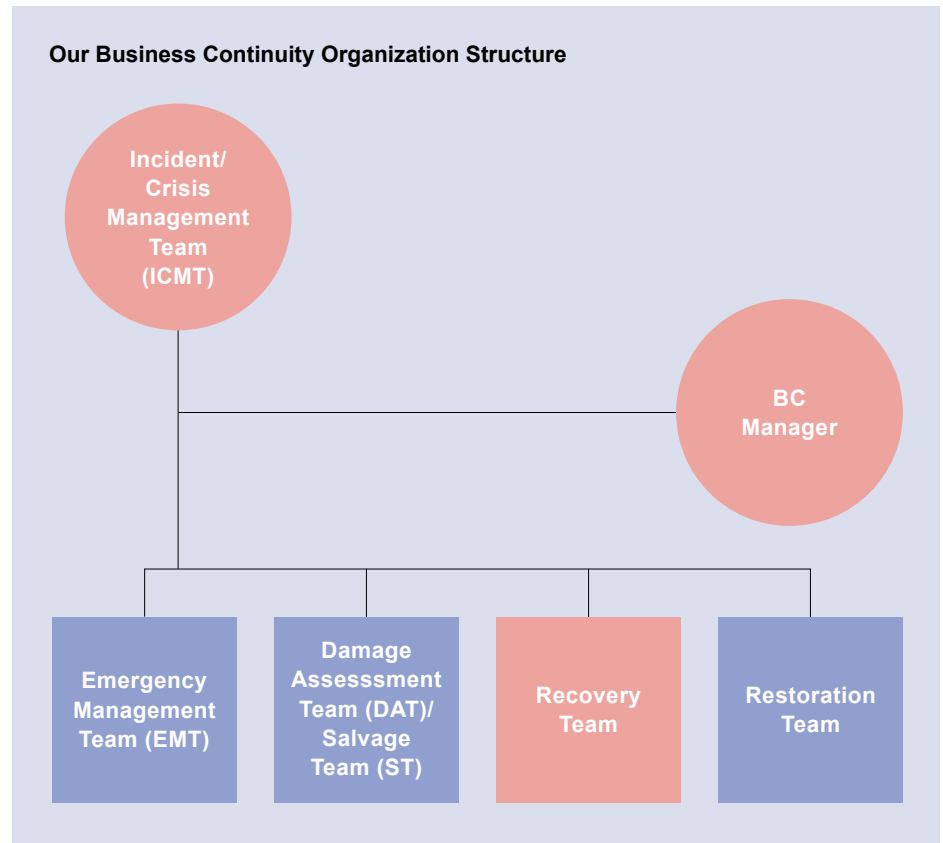 Our Business Continuity Organization Structure
Incident/
Crisis
Management
Team
(ICMT)
BC
Manager
Emergency
Management
Team (EMT)
Damage
Assesssment
Team (DAT)/
Salvage
Team (ST)
Recovery
Team
Restoration
Team